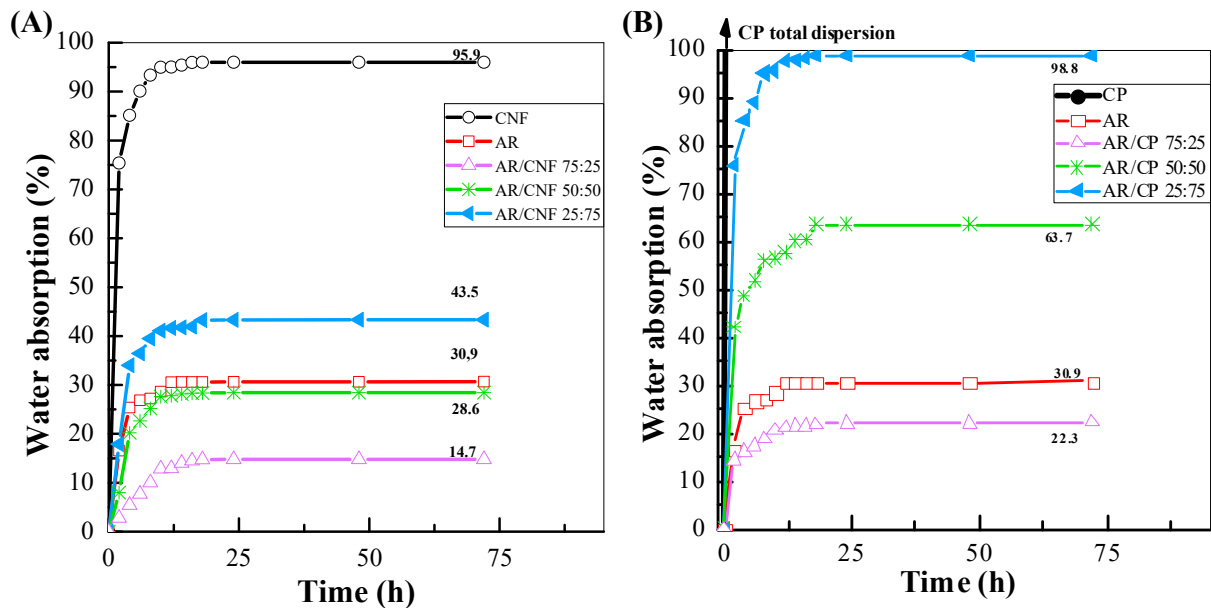 (A)
Water absorption (%)
100
90
80
70
60
50
40
30
20
10
0
95.9
CNF
AR
AR/CNF 75:25
AR/CNF 50:50
AR/CNF 25:75
43.5
30,9
28.6
14.7
0
25
50
75
Time (h)
(B)
CP total dispersion
Water absorption (%)
100
90
80
70
60
50
40
30
20
10
0
98.8
CP
AR
AR/CP 75:25
AR/CP 50:50
AR/CP 25:75
63.7
30.9
22.3
0
25
50
75
Time (h)